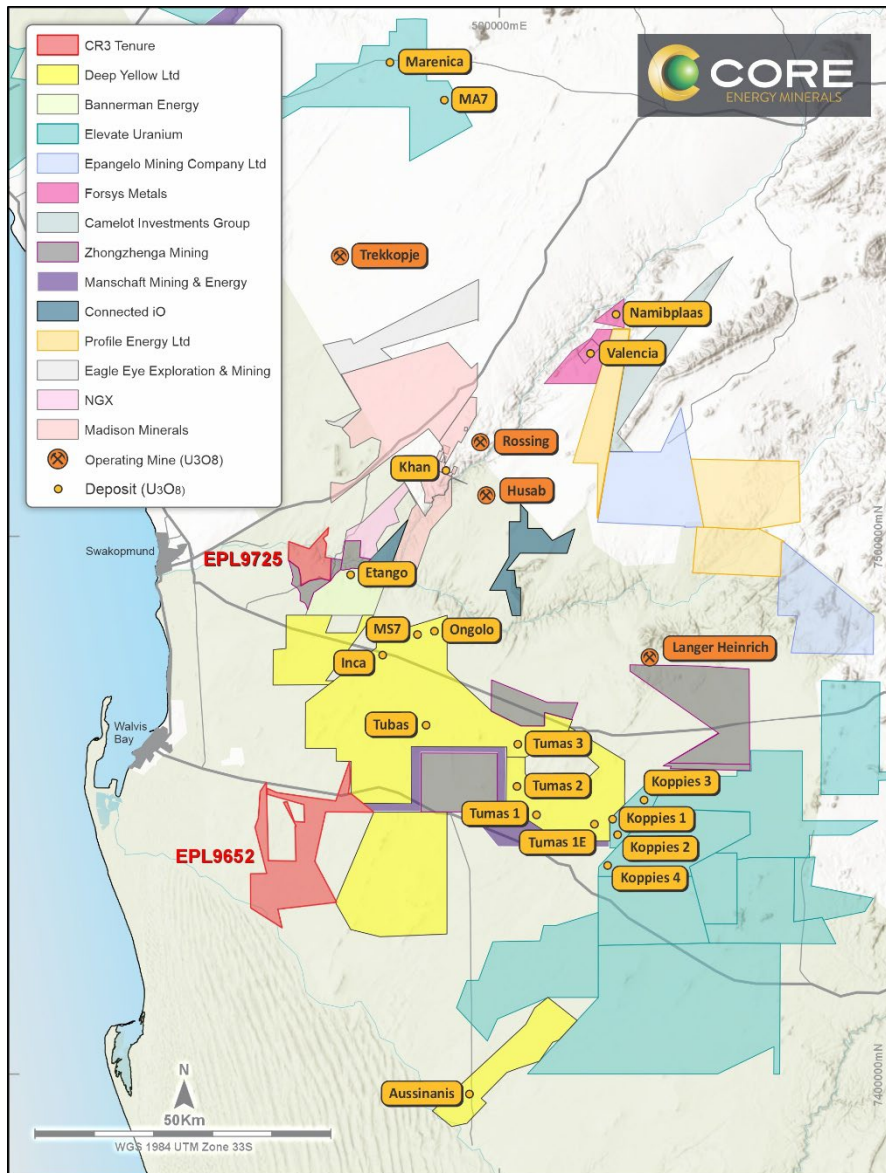 500000mE
CORE
ENERGY MINERALS
CR3 Tenure
Deep Yellow Ltd
Bannerman Energy
Elevate Uranium
Epangelo Mining Company Ltd
Forsys Metals
Camelot Investments Group
Zhongzhenga Mining
Manschaft Mining & Energy
Connected iO
Profile Energy Ltd
Eagle Eye Exploration & Mining
NGX
Madison Minerals
Operating Mine (U3O8)
Deposit (U3O8)
Marenica
MA7
Trekkopje
Namibplaas
Valencia
Rossing
Khan
Husab
7560000mN
Swakopmund
EPL9725
Etango
MS7
Ongolo
Inca
Langer Heinrich
Walvis
Bay
Tubas
Tumas 3
Tumas 2
Koppies 3
Tumas 1
Koppies 1
Tumas 1E
Koppies 2
EPL9652
Koppies 4
Aussinanis
7400000mN
N
50Km
WGS 1984 UTM Zone 33S